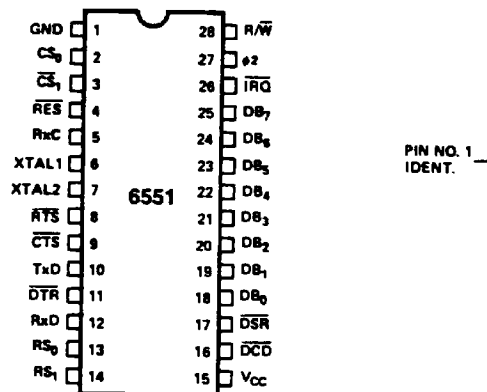 GND 1 28 R/W̅
CS₀ 2 27 φ2
C̅S̅₁ 3 26 I̅R̅Q̅
R̅E̅S̅ 4 25 DB₇
RxC 5 24 DB₆
XTAL1 6 23 DB₅
XTAL2 7 22 DB₄
R̅T̅S̅ 8 21 DB₃
C̅T̅S̅ 9 20 DB₂
TxD 10 19 DB₁
D̅T̅R̅ 11 18 DB₀
RxD 12 17 D̅S̅R̅
RS₀ 13 16 D̅C̅D̅
RS₁ 14 15 VCC
6551
PIN NO. 1
IDENT.